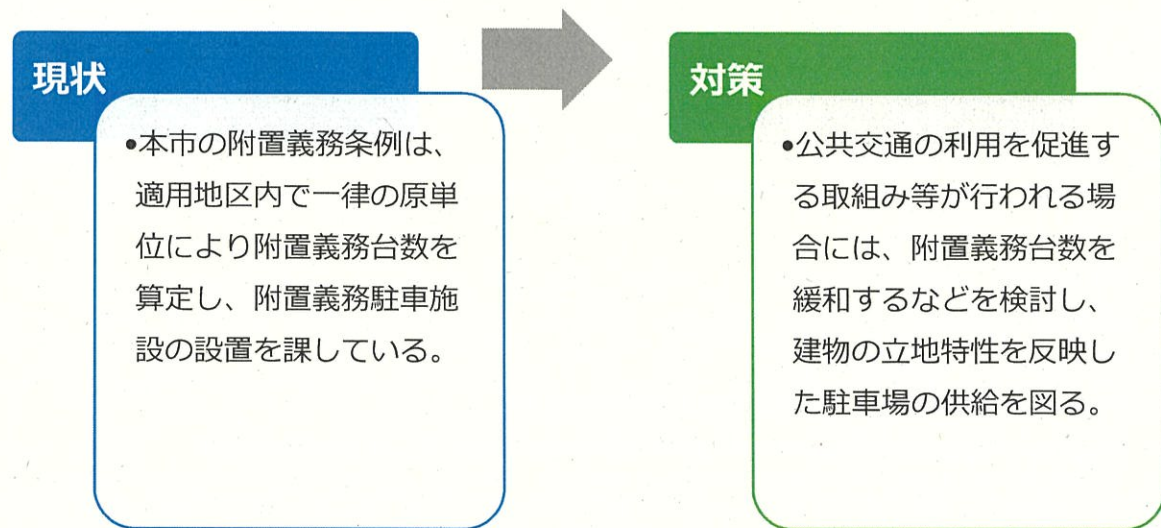 現状
•本市の附置義務条例は、
適用地区内で一律の原単
位により附置義務台数を
算定し、附置義務駐車施
設の設置を課している。
対策
•公共交通の利用を促進す
る取組み等が行われる場
合には、附置義務台数を
緩和するなどを検討し、
建物の立地特性を反映し
た駐車場の供給を図る。